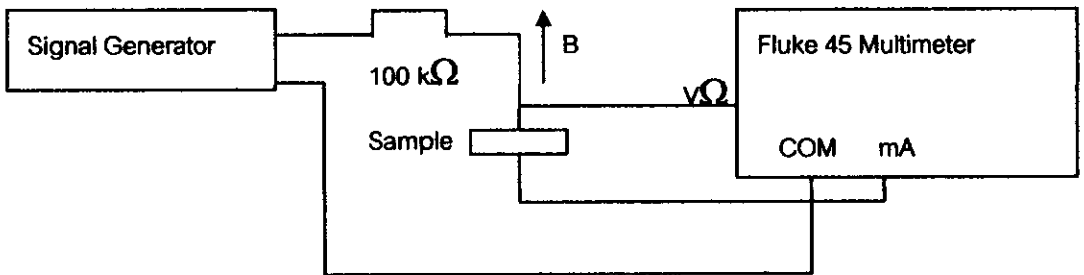 Signal Generator
100 kΩ
B
Fluke 45 Multimeter
VΩ
Sample
COM mA